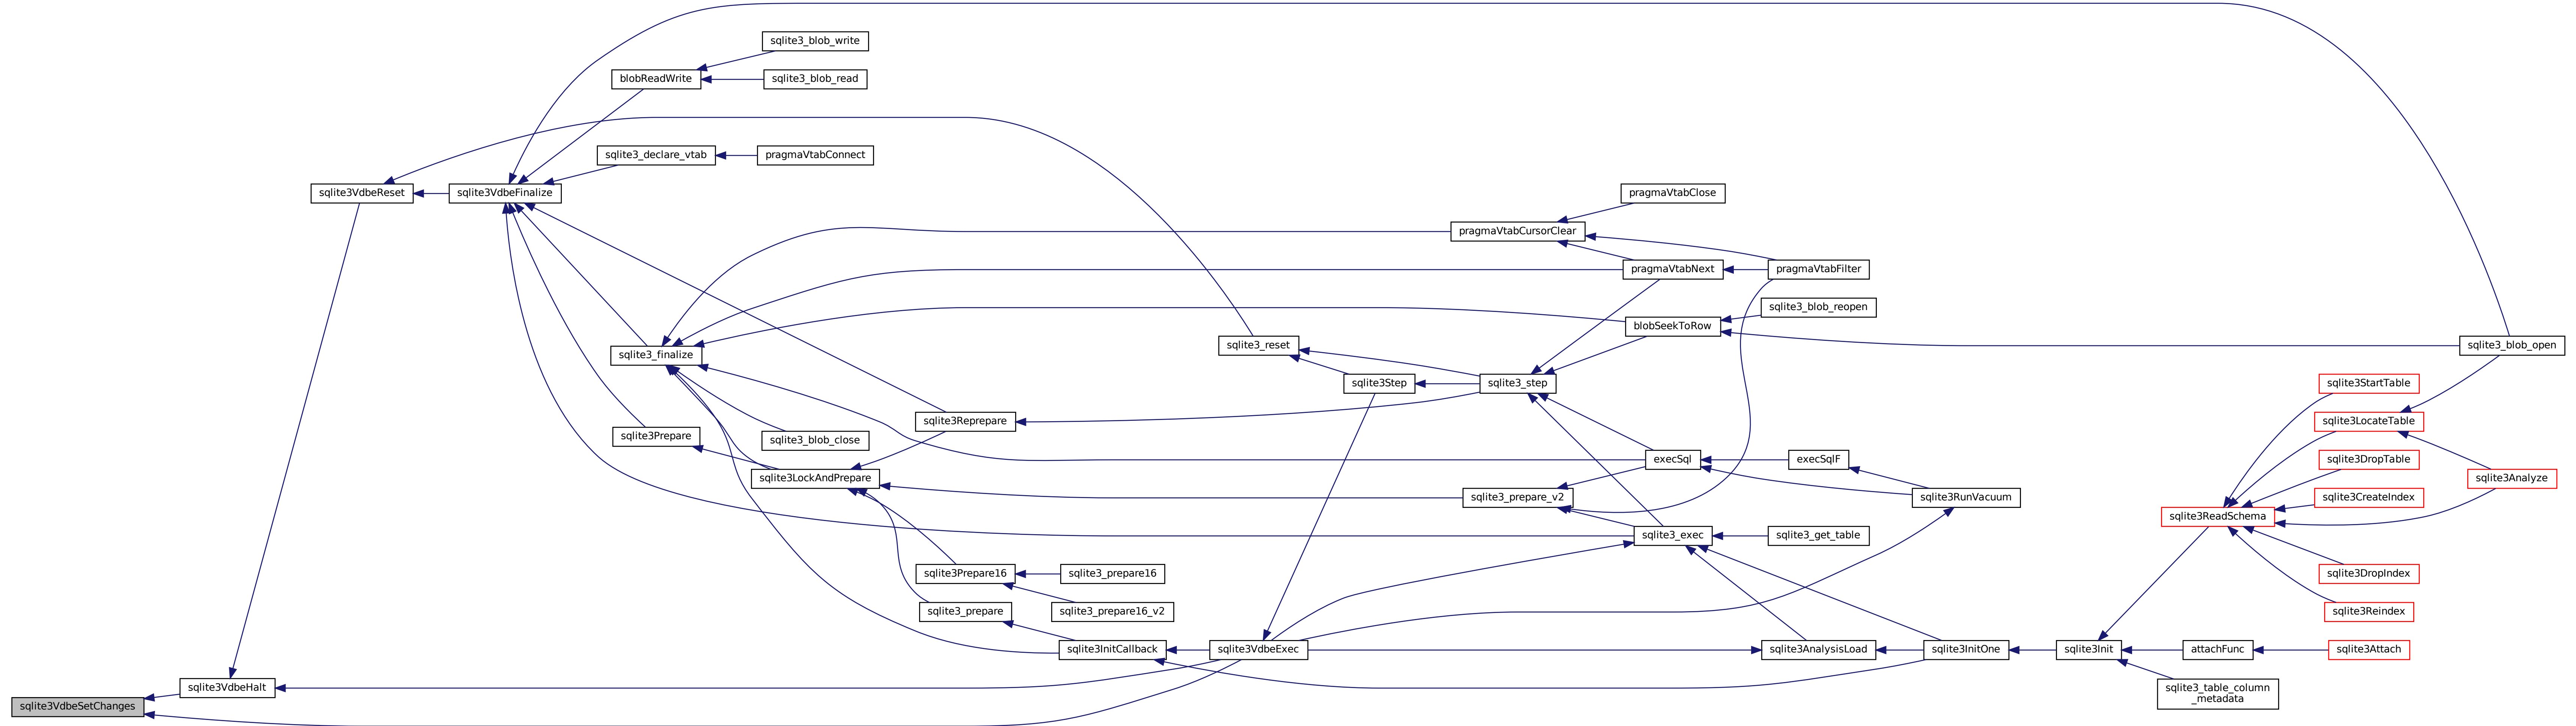 sqlite3_blob_write
blobReadWrite
sqlite3_blob_read
sqlite3_declare_vtab
pragmaVtabConnect
sqlite3VdbeReset
sqlite3VdbeFinalize
pragmaVtabClose
pragmaVtabCursorClear
pragmaVtabNext
pragmaVtabFilter
sqlite3_blob_reopen
blobSeekToRow
sqlite3_reset
sqlite3_blob_open
sqlite3_finalize
sqlite3Step
sqlite3_step
sqlite3StartTable
sqlite3Reprepare
sqlite3LocateTable
sqlite3Prepare
sqlite3_blob_close
execSql
execSqlF
sqlite3DropTable
sqlite3LockAndPrepare
sqlite3Analyze
sqlite3_prepare_v2
sqlite3RunVacuum
sqlite3CreateIndex
sqlite3ReadSchema
sqlite3_exec
sqlite3_get_table
sqlite3Prepare16
sqlite3_prepare16
sqlite3DropIndex
sqlite3_prepare
sqlite3_prepare16_v2
sqlite3Reindex
sqlite3InitCallback
sqlite3VdbeExec
sqlite3AnalysisLoad
sqlite3InitOne
sqlite3Init
attachFunc
sqlite3Attach
sqlite3VdbeHalt
sqlite3_table_column
_metadata
sqlite3VdbeSetChanges